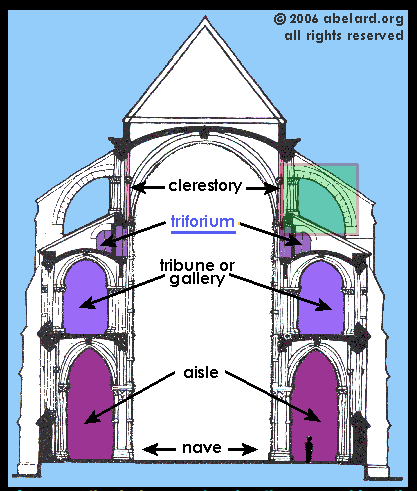 © 2006 abelard.org
all rights reserved
clerestory
triforium
tribune or
gallery
aisle
nave